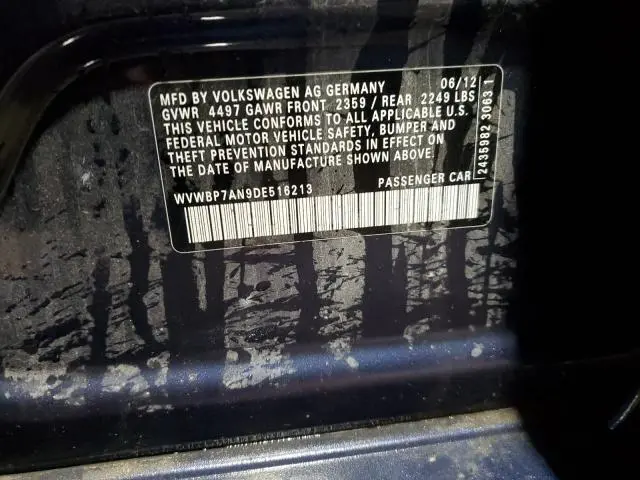 MFD BY VOLKSWAGEN AG GERMANY 06/12
GVWR 4497 GAWR FRONT 2359 / REAR 2249 LBS
THIS VEHICLE CONFORMS TO ALL APPLICABLE U.S.
FEDERAL MOTOR VEHICLE SAFETY, BUMPER AND
THEFT PREVENTION STANDARDS IN EFFECT ON
THE DATE OF MANUFACTURE SHOWN ABOVE.
WVWBP7AN9DE516213 PASSENGER CAR
2435982 3063 1